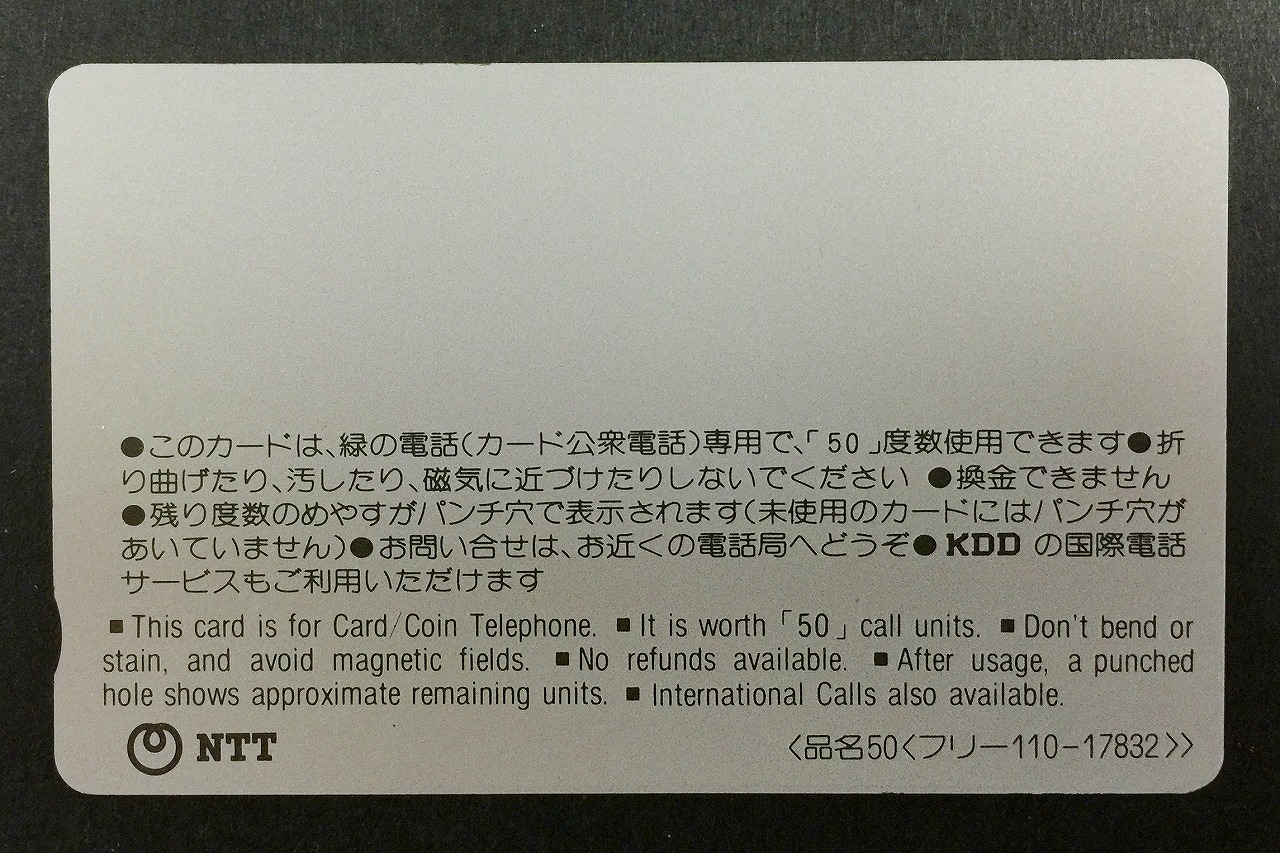 ●このカードは、緑の電話(カード公衆電話)専用で、「50」度数使用できます●折
り曲げたり、汚したり、磁気に近づけたりしないでください ●換金できません
●残り度数のめやすがパンチ穴で表示されます(未使用のカードにはパンチ穴が
あいていません)●お問い合せは、お近くの電話局へどうぞ● KDD の国際電話
サービスもご利用いただけます
■This card is for Card/Coin Telephone. ■It is worth「50」call units. ■Don't bend or
stain, and avoid magnetic fields. ■No refunds available. ■After usage, a punched
hole shows approximate remaining units. ■International Calls also available.
NTT 〈品名50〈フリー110-17832〉〉